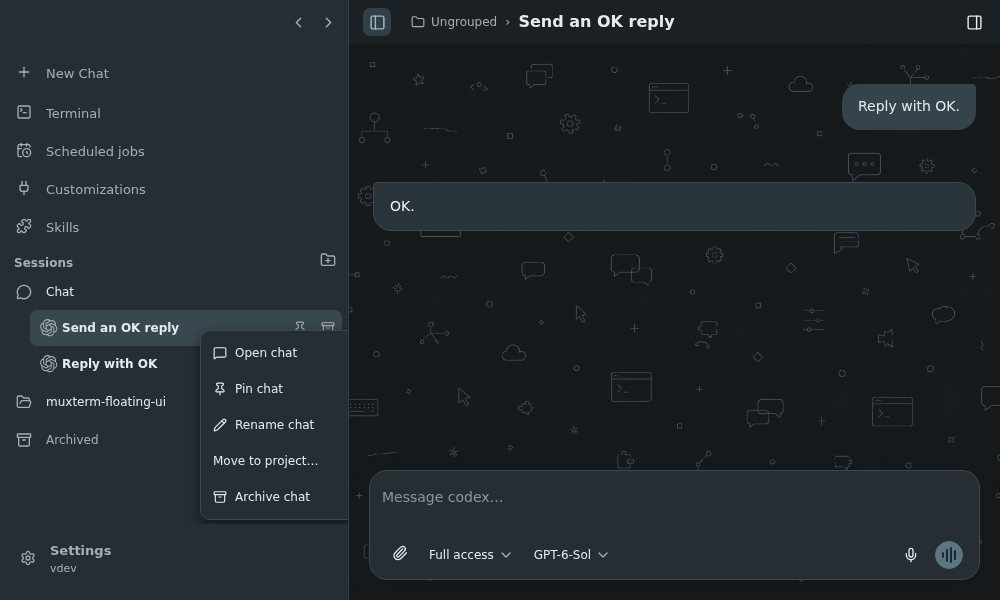 Ungrouped › Send an OK reply
New Chat
Terminal
Scheduled jobs
Customizations
Skills
Sessions
Chat
Send an OK reply
Reply with OK
muxterm-floating-ui
Archived
Open chat
Pin chat
Rename chat
Move to project…
Archive chat
Settings
vdev
Reply with OK.
OK.
Message codex…
Full access
GPT-6-Sol